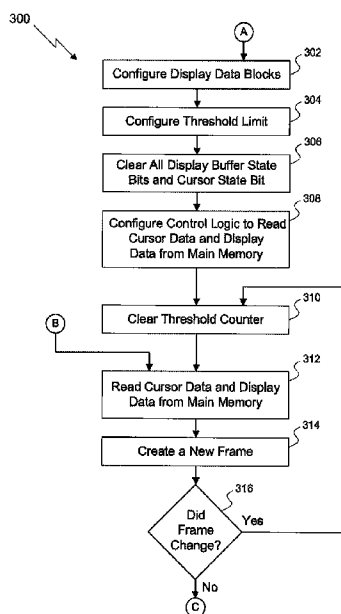 300
A
302
Configure Display Data Blocks
304
Configure Threshold Limit
306
Clear All Display Buffer State
Bits and Cursor State Bit
308
Configure Control Logic to Read
Cursor Data and Display
Data from Main Memory
310
Clear Threshold Counter
B
312
Read Cursor Data and Display
Data from Main Memory
314
Create a New Frame
316
Did
Frame
Change?
Yes
No
C